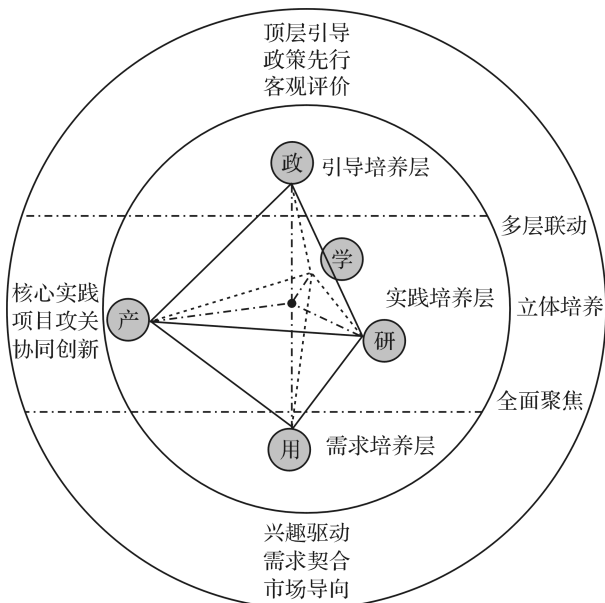 顶层引导
政策先行
客观评价
政
引导培养层
多层联动
学
核心实践
项目攻关
协同创新
产
实践培养层
立体培养
研
全面聚焦
用
需求培养层
兴趣驱动
需求契合
市场导向